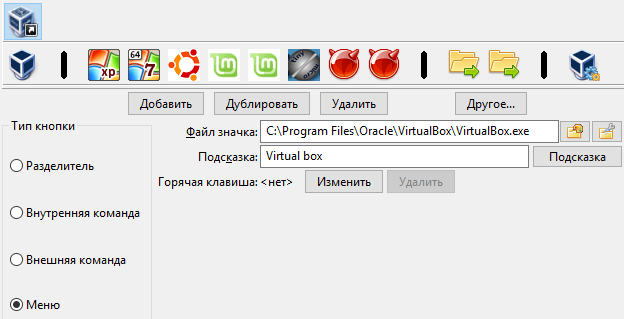 xp
64
7
Добавить Дублировать Удалить Другое...
Тип кнопки
Файл значка: C:\Program Files\Oracle\VirtualBox\VirtualBox.exe
Подсказка: Virtual box Подсказка
Горячая клавиша: <нет> Изменить Удалить
Разделитель
Внутренняя команда
Внешняя команда
Меню